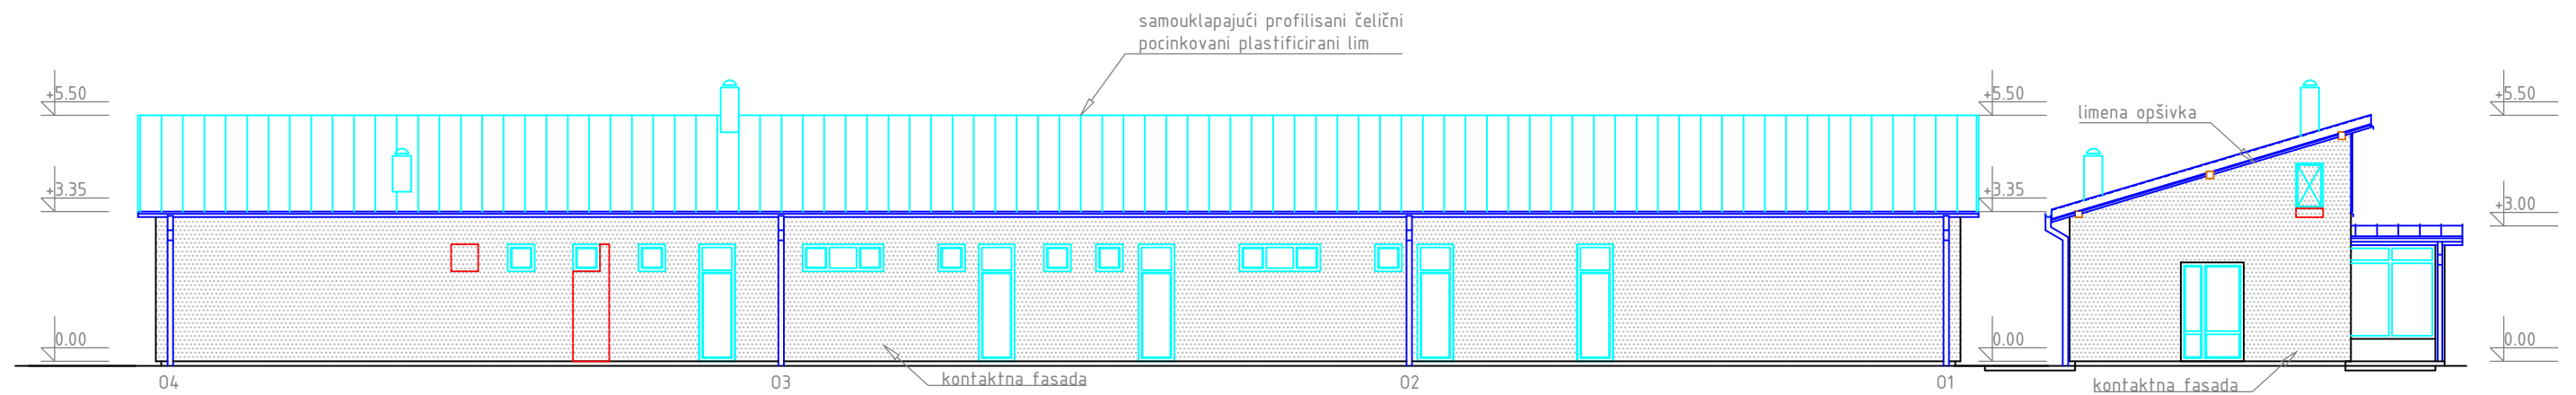 samouklapajući profilisani čelični
pocinkovani plastificirani lim
+5.50
+5.50
+5.50
limena opšivka
+3.35
+3.35
+3.00
0.00
0.00
0.00
04
03
kontaktna fasada
02
01
kontaktna fasada